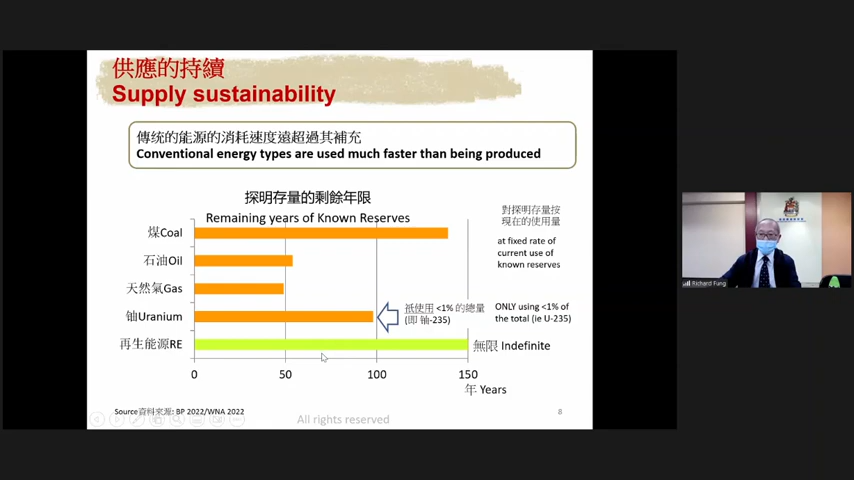 供應的持續
Supply sustainability
傳统的能源的消耗速度遠超過其補充
Conventional energy types are used much faster than being produced
探明存量的剩餘年限
Remaining years of Known Reserves
對探明存量按
現在的使用量
at fixed rate of
current use of
known reserves
煤Coal
石油Oil
天然氣Gas
铀Uranium
祇使用 <1% 的總量
(即 铀-235)
ONLY using <1% of
the total (ie U-235)
再生能源RE
無限 Indefinite
0 50 100 150
年 Years
Source資料來源: BP 2022/WNA 2022
All rights reserved
8
Richard Fung